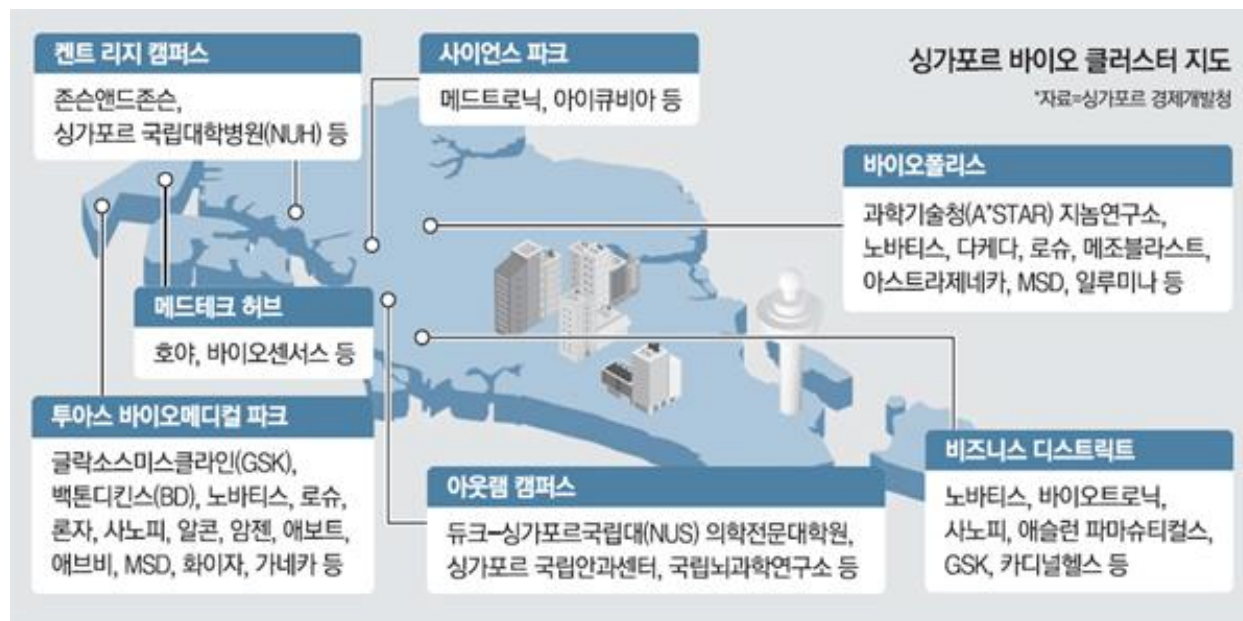 싱가포르 바이오 클러스터 지도
*자료=싱가포르 경제개발청
켄트 리지 캠퍼스
존슨앤드존슨,
싱가포르 국립대학병원(NUH) 등
사이언스 파크
메드트로닉, 아이큐비아 등
바이오폴리스
과학기술청(A*STAR) 지놈연구소,
노바티스, 다케다, 로슈, 메조블라스트,
아스트라제네카, MSD, 일루미나 등
메드테크 허브
호야, 바이오센서스 등
투아스 바이오메디컬 파크
글락소스미스클라인(GSK),
백톤디킨스(BD), 노바티스, 로슈,
론자, 사노피, 알콘, 암젠, 애보트,
애브비, MSD, 화이자, 가네카 등
아웃램 캠퍼스
듀크-싱가포르국립대(NUS) 의학전문대학원,
싱가포르 국립안과센터, 국립뇌과학연구소 등
비즈니스 디스트릭트
노바티스, 바이오트로닉,
사노피, 애슬런 파마슈티컬스,
GSK, 카디널헬스 등